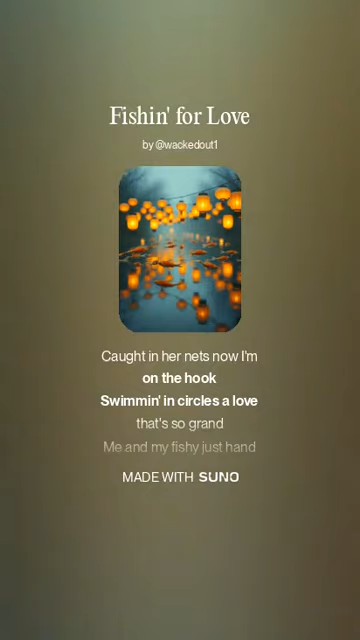 Fishin' for Love
by @wackedout1
Caught in her nets now I'm
on the hook
Swimmin' in circles a love
that's so grand
Me and my fishy just hand
MADE WITH SUNO